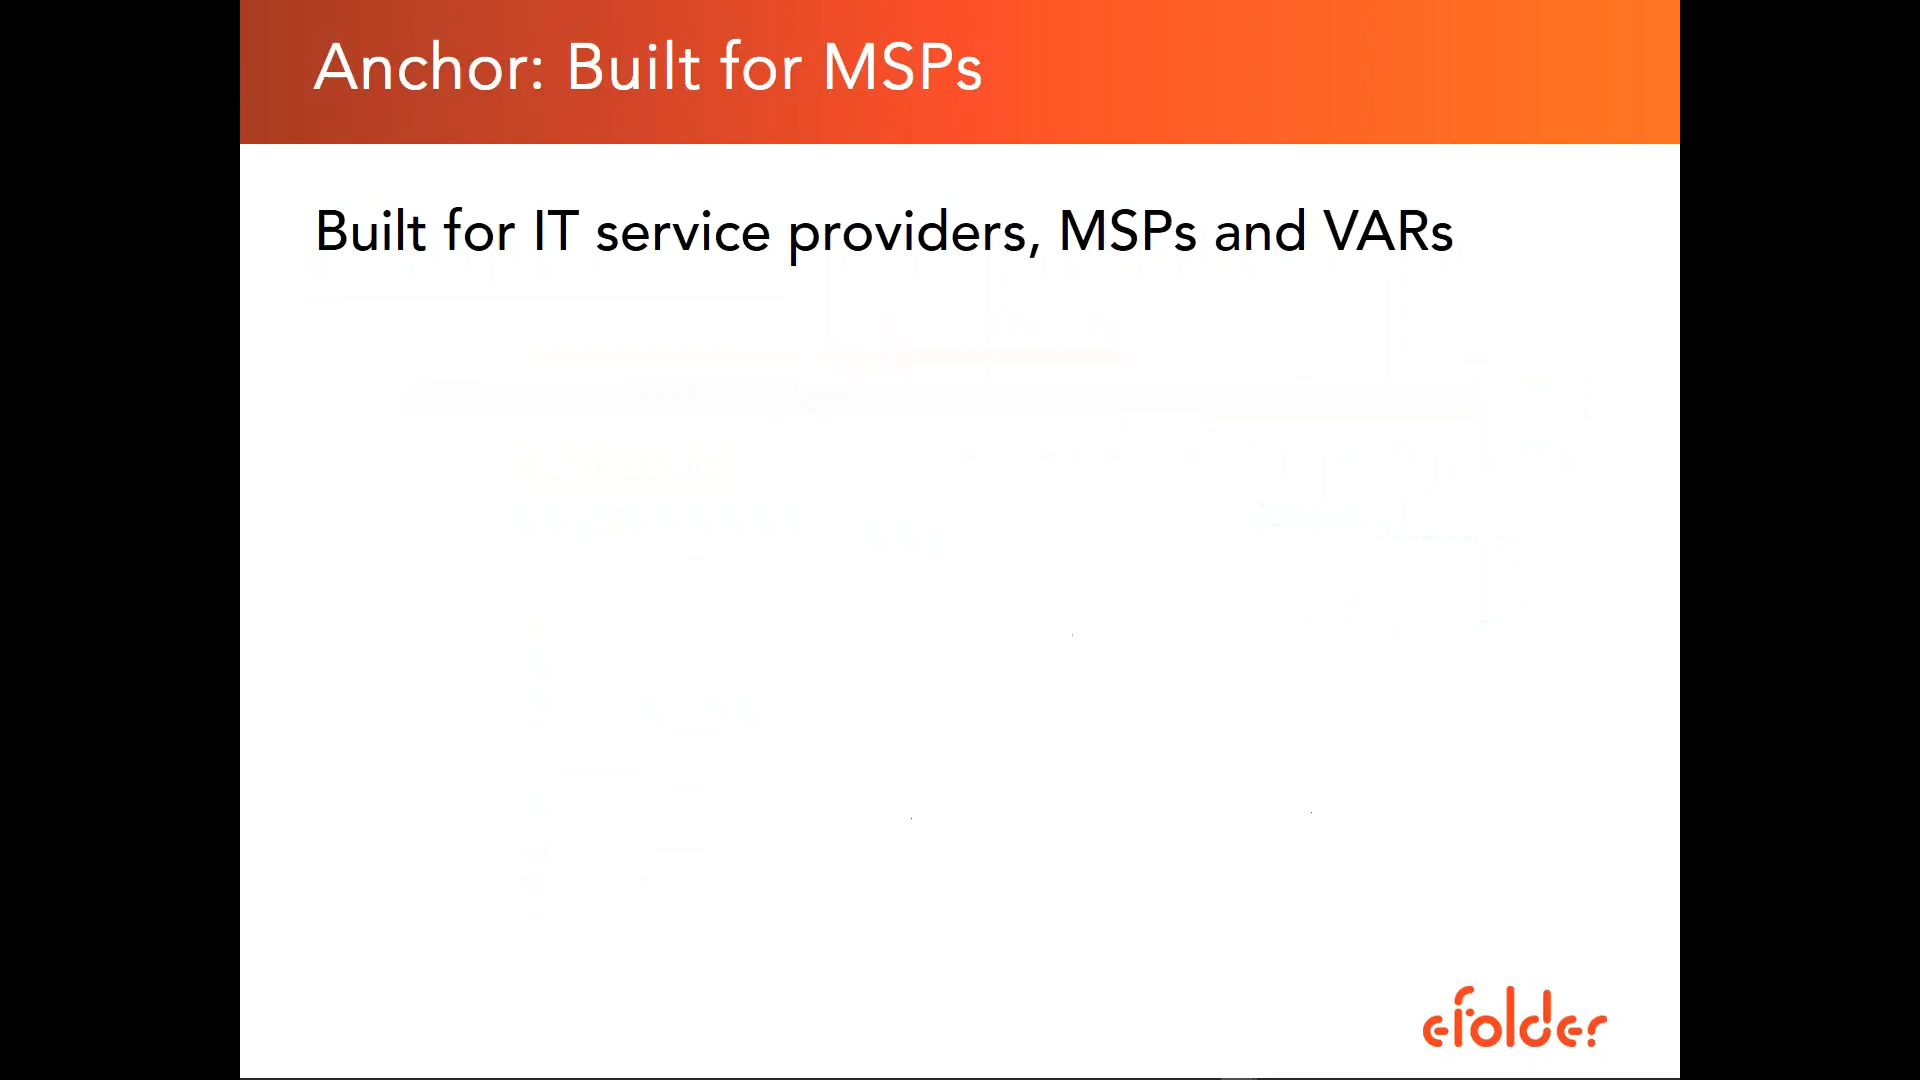 Anchor: Built for MSPs
Built for IT service providers, MSPs and VARs
efolder